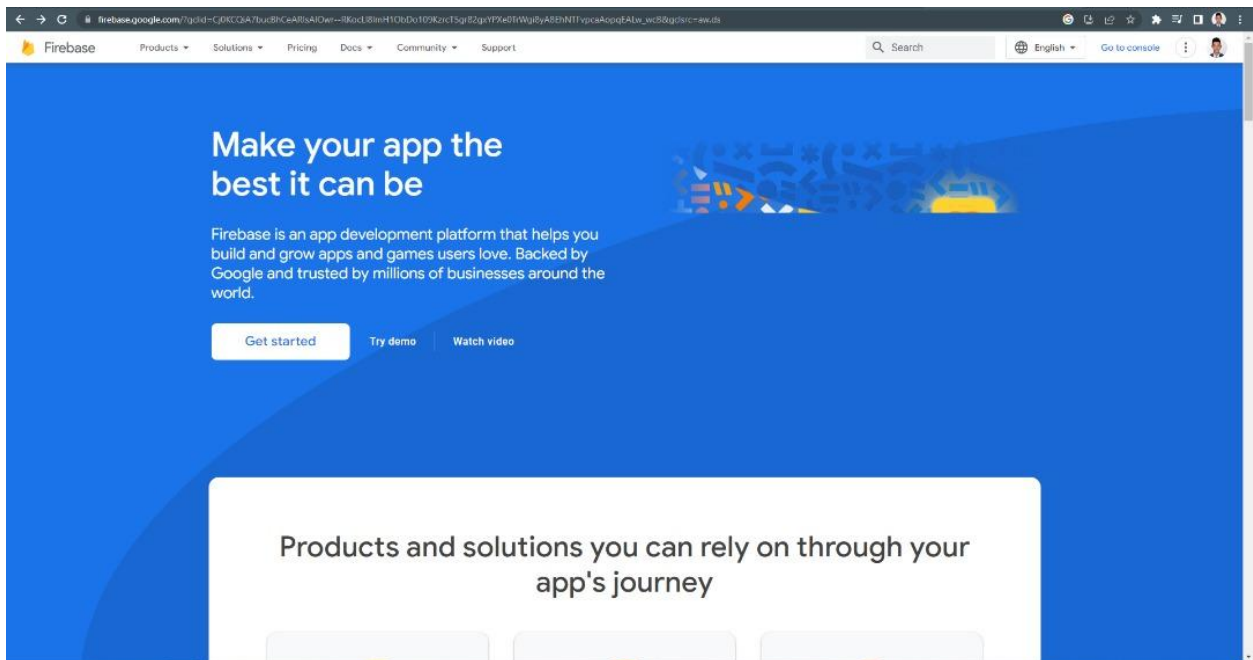 firebase.google.com
Firebase
Products
Solutions
Pricing
Docs
Community
Support
Search
English
Go to console
Make your app the
best it can be
Firebase is an app development platform that helps you
build and grow apps and games users love. Backed by
Google and trusted by millions of businesses around the
world.
Get started
Try demo
Watch video
Products and solutions you can rely on through your
app's journey